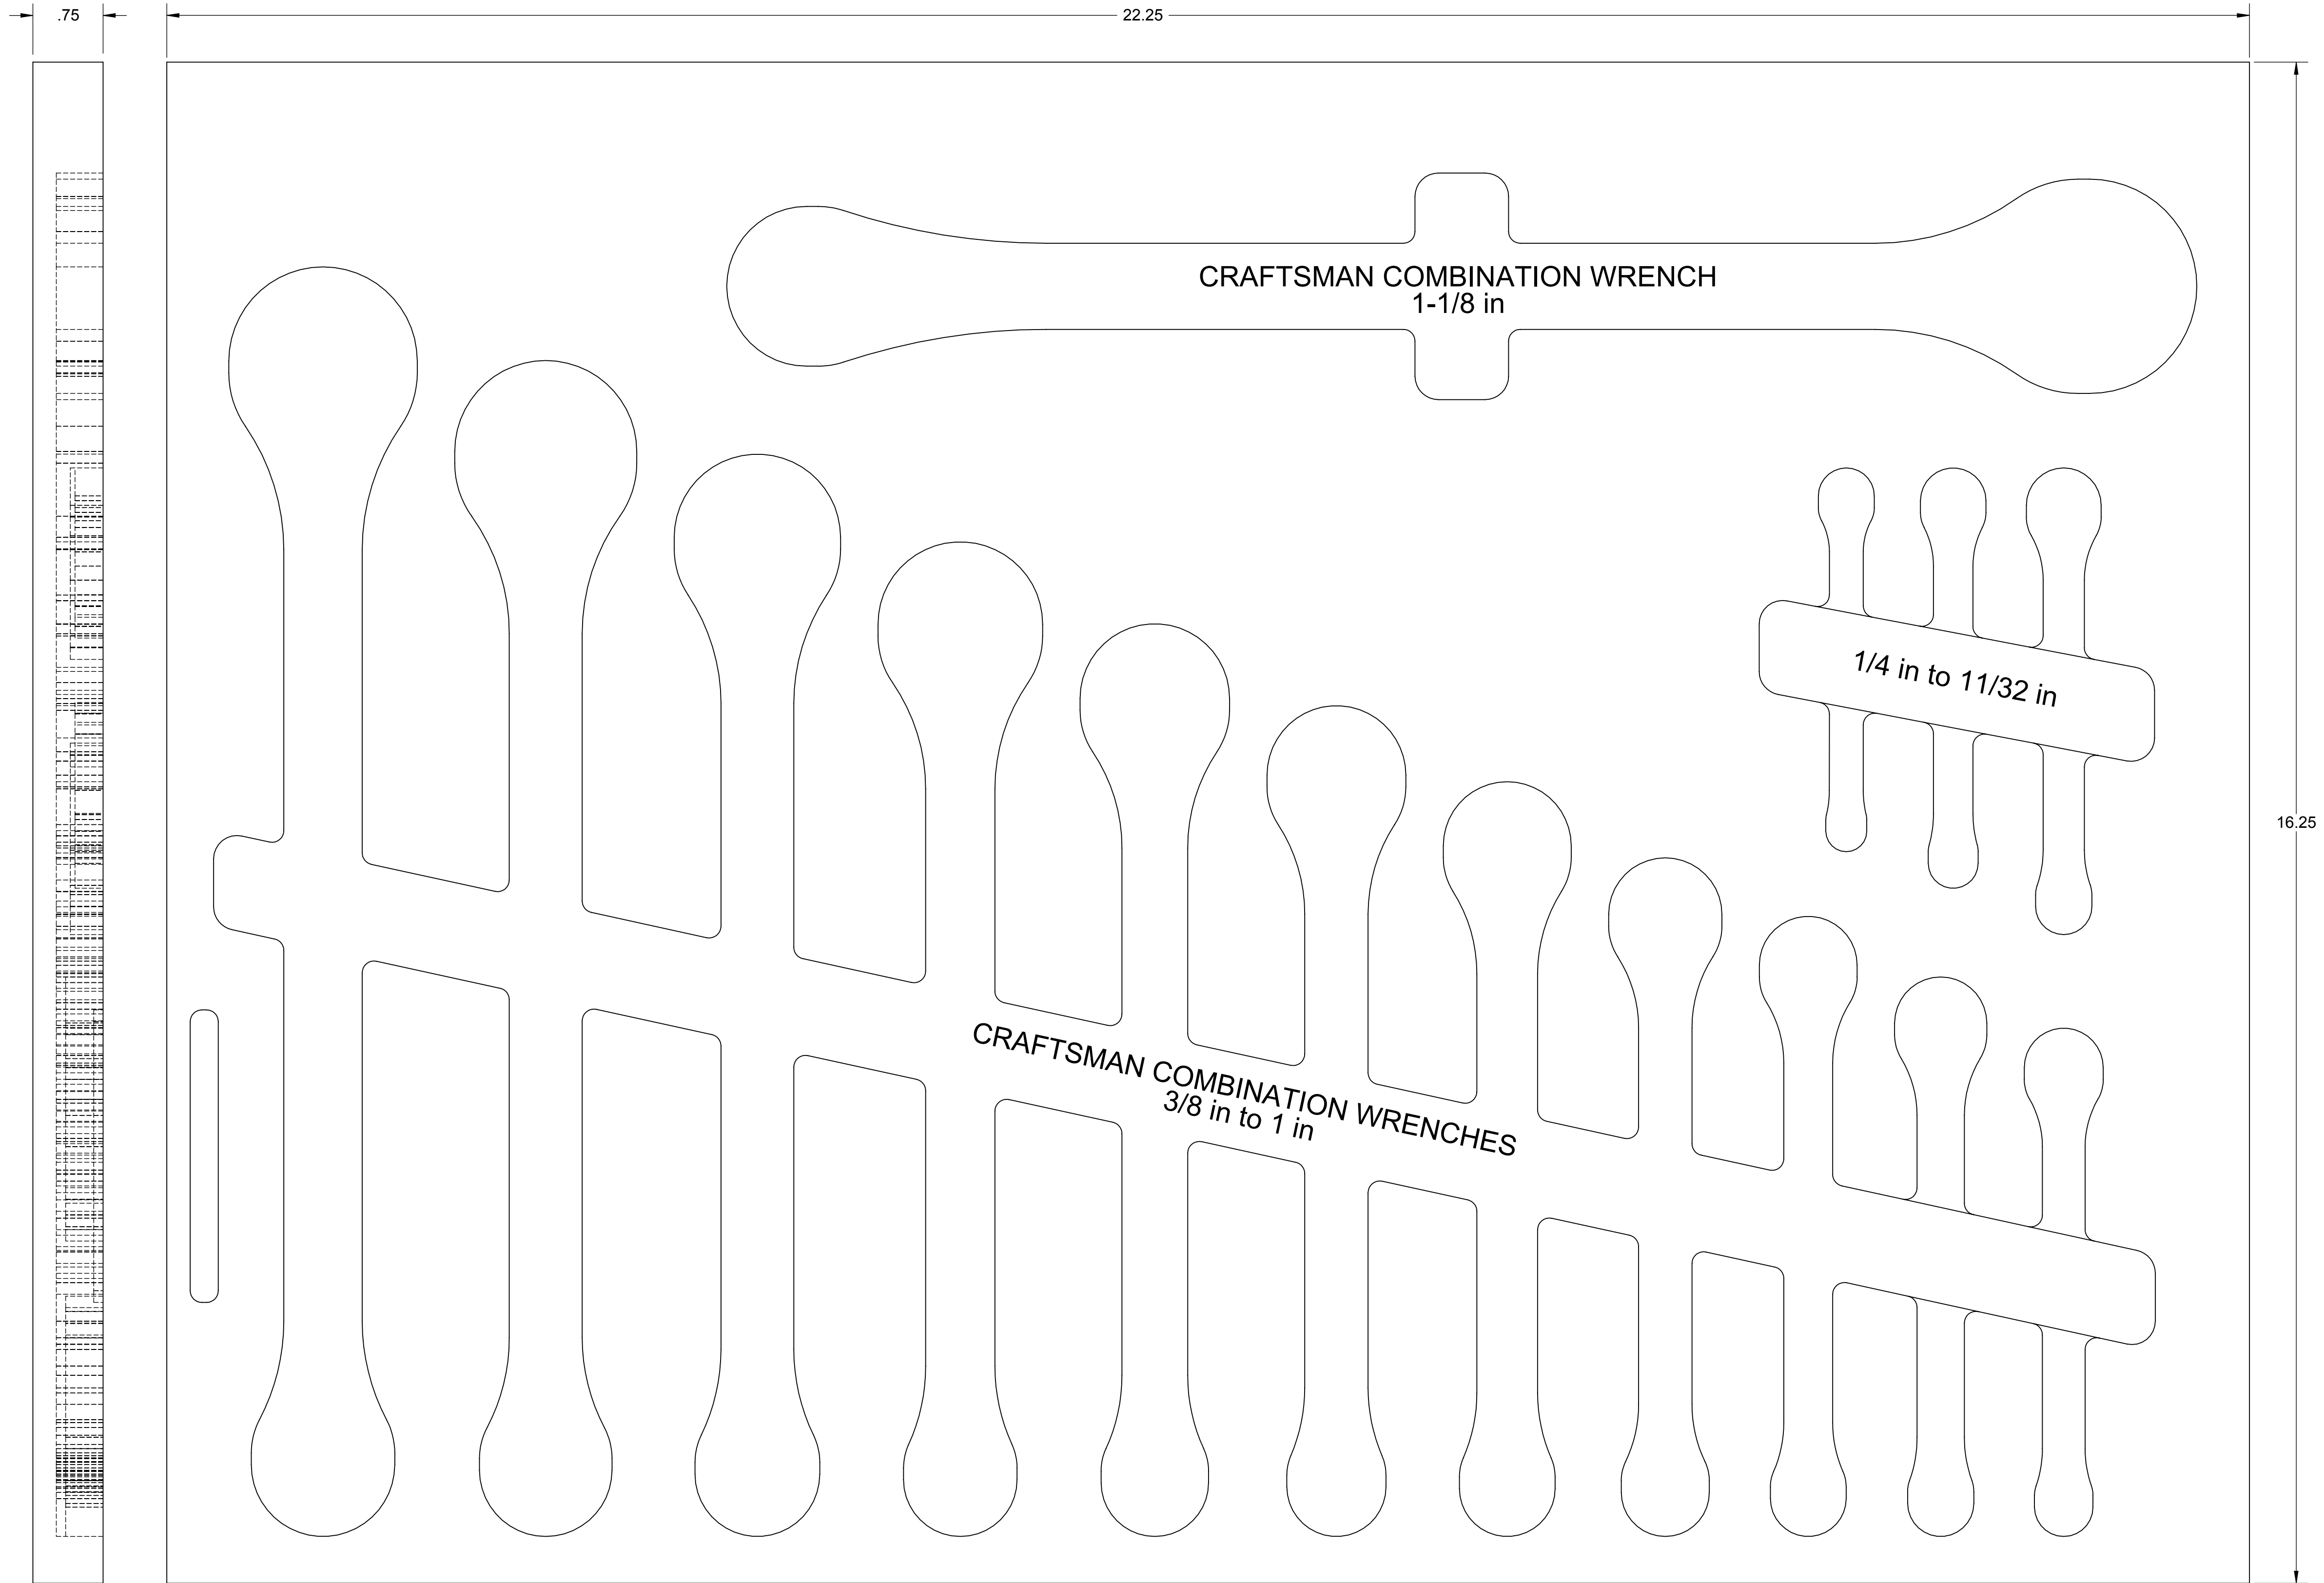 .75
22.25
CRAFTSMAN COMBINATION WRENCH
1-1/8 in
1/4 in to 11/32 in
16.25
CRAFTSMAN COMBINATION WRENCHES
3/8 in to 1 in